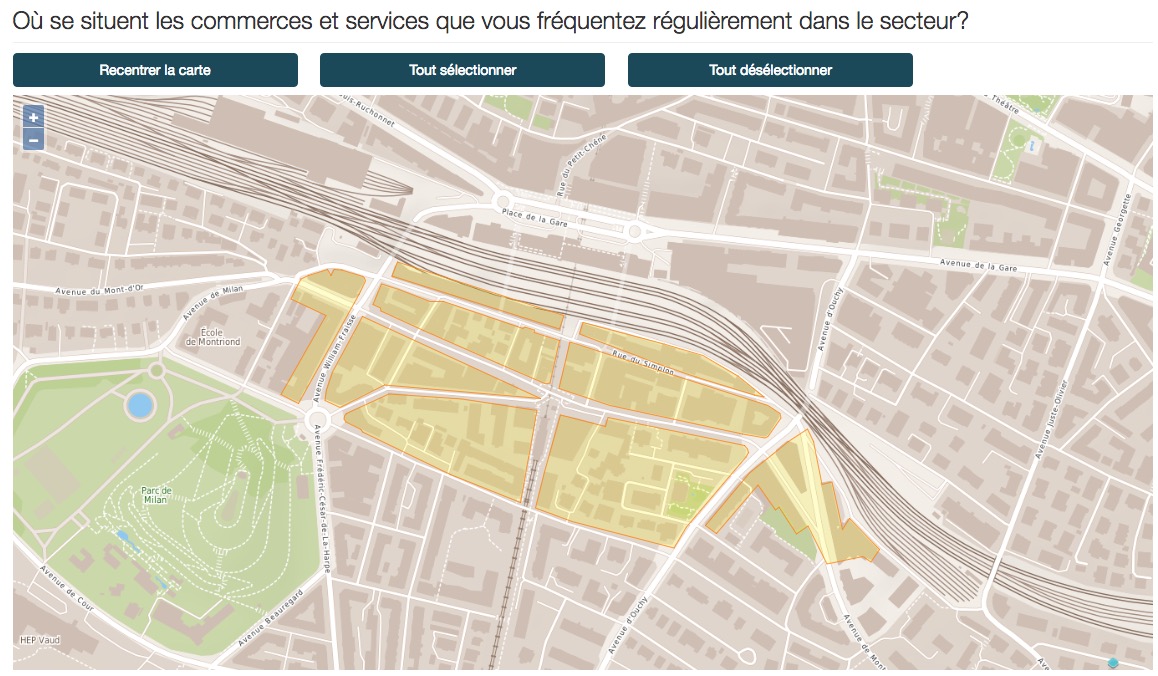 Où se situent les commerces et services que vous fréquentez régulièrement dans le secteur?
Recentrer la carte
Tout sélectionner
Tout désélectionner
+
−
uis-Ruchonnet
Théâtre
Rue du Petit-Chêne
Avenue Georgette
Place de la Gare
Avenue de la Gare
Avenue du Mont-d'Or
Avenue de Milan
Avenue d'Ouchy
École
de Montriond
Avenue William-Fraisse
Rue du Simplon
Avenue Juste-Olivier
Avenue Frédéric-César-de-La-Harpe
Parc de
Milan
Avenue de Cour
Avenue Beauregard
Avenue d'Ouchy
Avenue de Mont
HEP Vaud
Ave